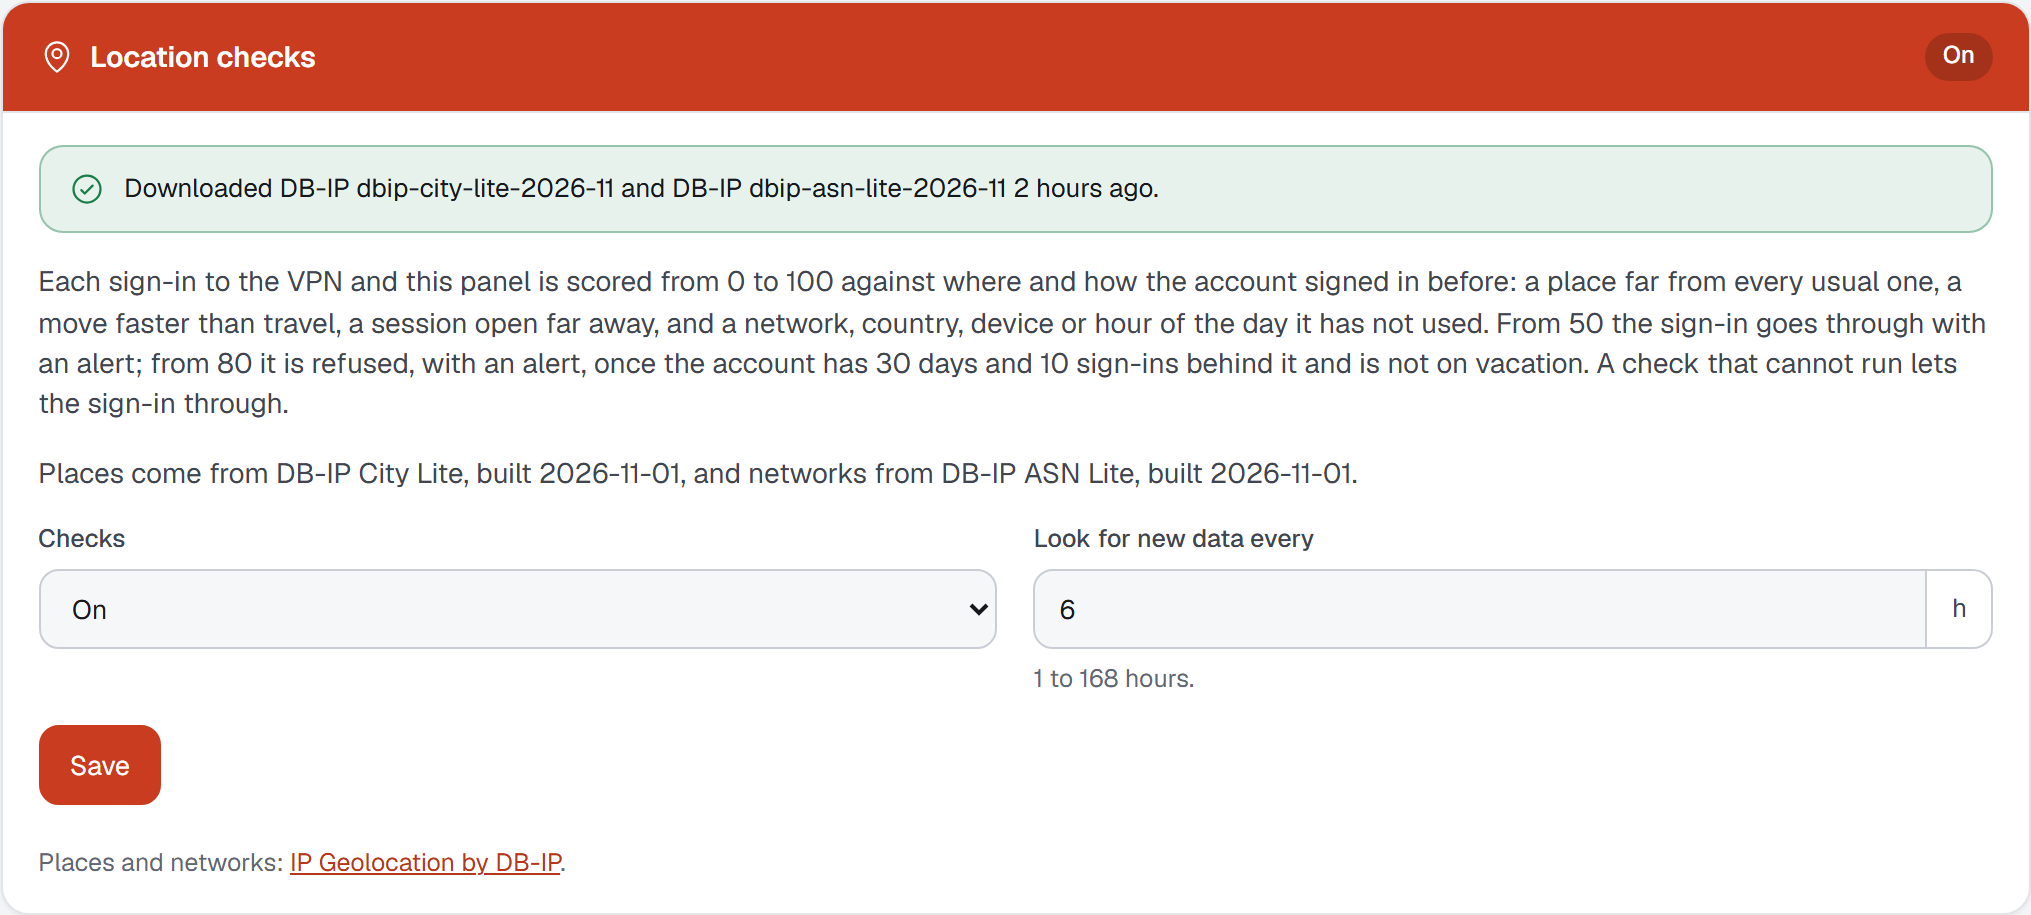 Location checks
On
Downloaded DB-IP dbip-city-lite-2026-11 and DB-IP dbip-asn-lite-2026-11 2 hours ago.
Each sign-in to the VPN and this panel is scored from 0 to 100 against where and how the account signed in before: a place far from every usual one, a
move faster than travel, a session open far away, and a network, country, device or hour of the day it has not used. From 50 the sign-in goes through with
an alert; from 80 it is refused, with an alert, once the account has 30 days and 10 sign-ins behind it and is not on vacation. A check that cannot run lets
the sign-in through.
Places come from DB-IP City Lite, built 2026-11-01, and networks from DB-IP ASN Lite, built 2026-11-01.
Checks
Look for new data every
On
6
h
1 to 168 hours.
Save
Places and networks: IP Geolocation by DB-IP.